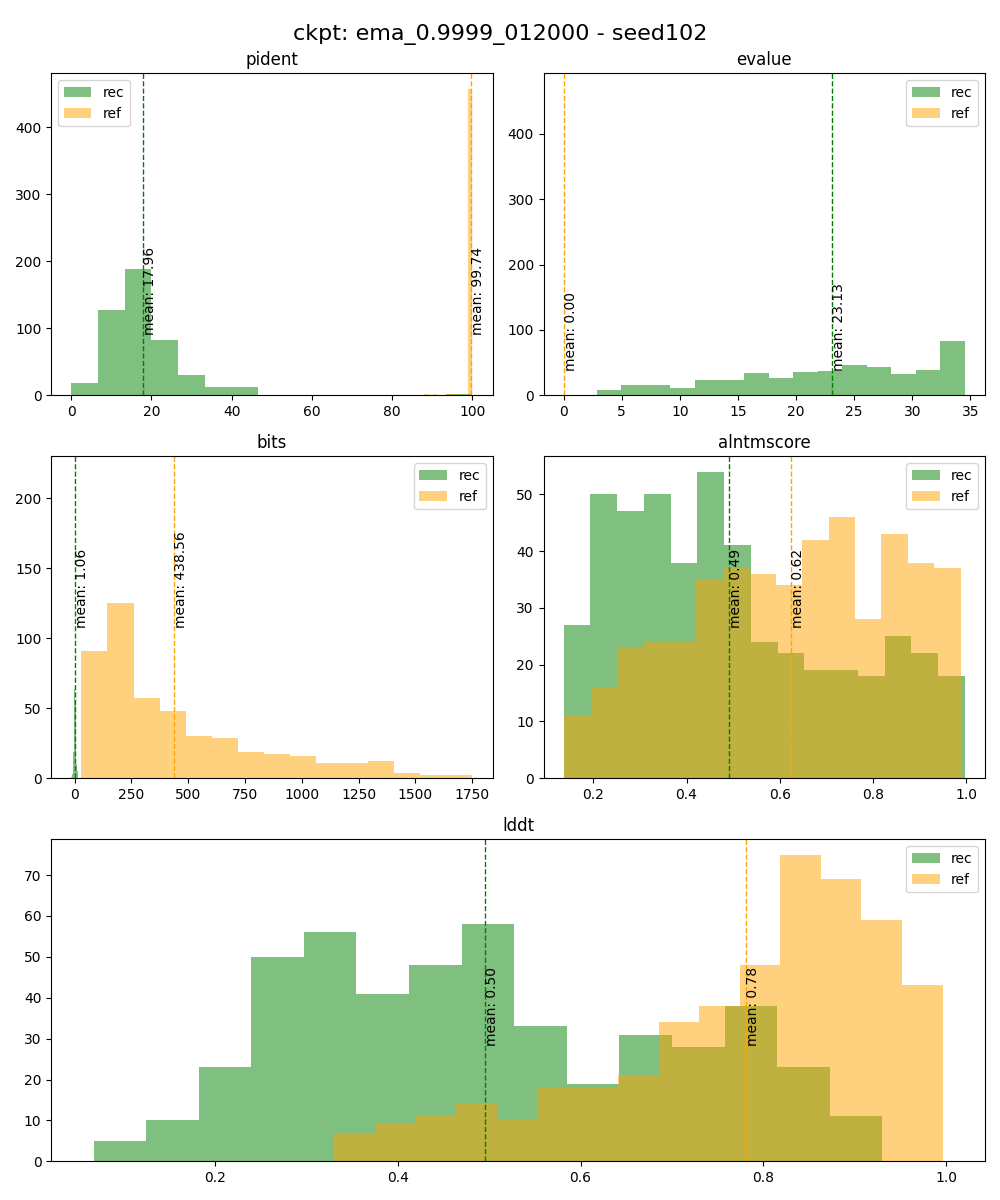 ckpt: ema_0.9999_012000 - seed102
pident
rec
ref
mean: 17.96
mean: 99.74
400
300
200
100
0
0
20
40
60
80
100
evalue
rec
ref
mean: 0.00
mean: 23.13
400
300
200
100
0
0
5
10
15
20
25
30
35
bits
rec
ref
mean: 1.06
mean: 438.56
200
150
100
50
0
0
250
500
750
1000
1250
1500
1750
alntmscore
rec
ref
mean: 0.49
mean: 0.62
50
40
30
20
10
0
0.2
0.4
0.6
0.8
1.0
lddt
rec
ref
mean: 0.50
mean: 0.78
70
60
50
40
30
20
10
0
0.2
0.4
0.6
0.8
1.0